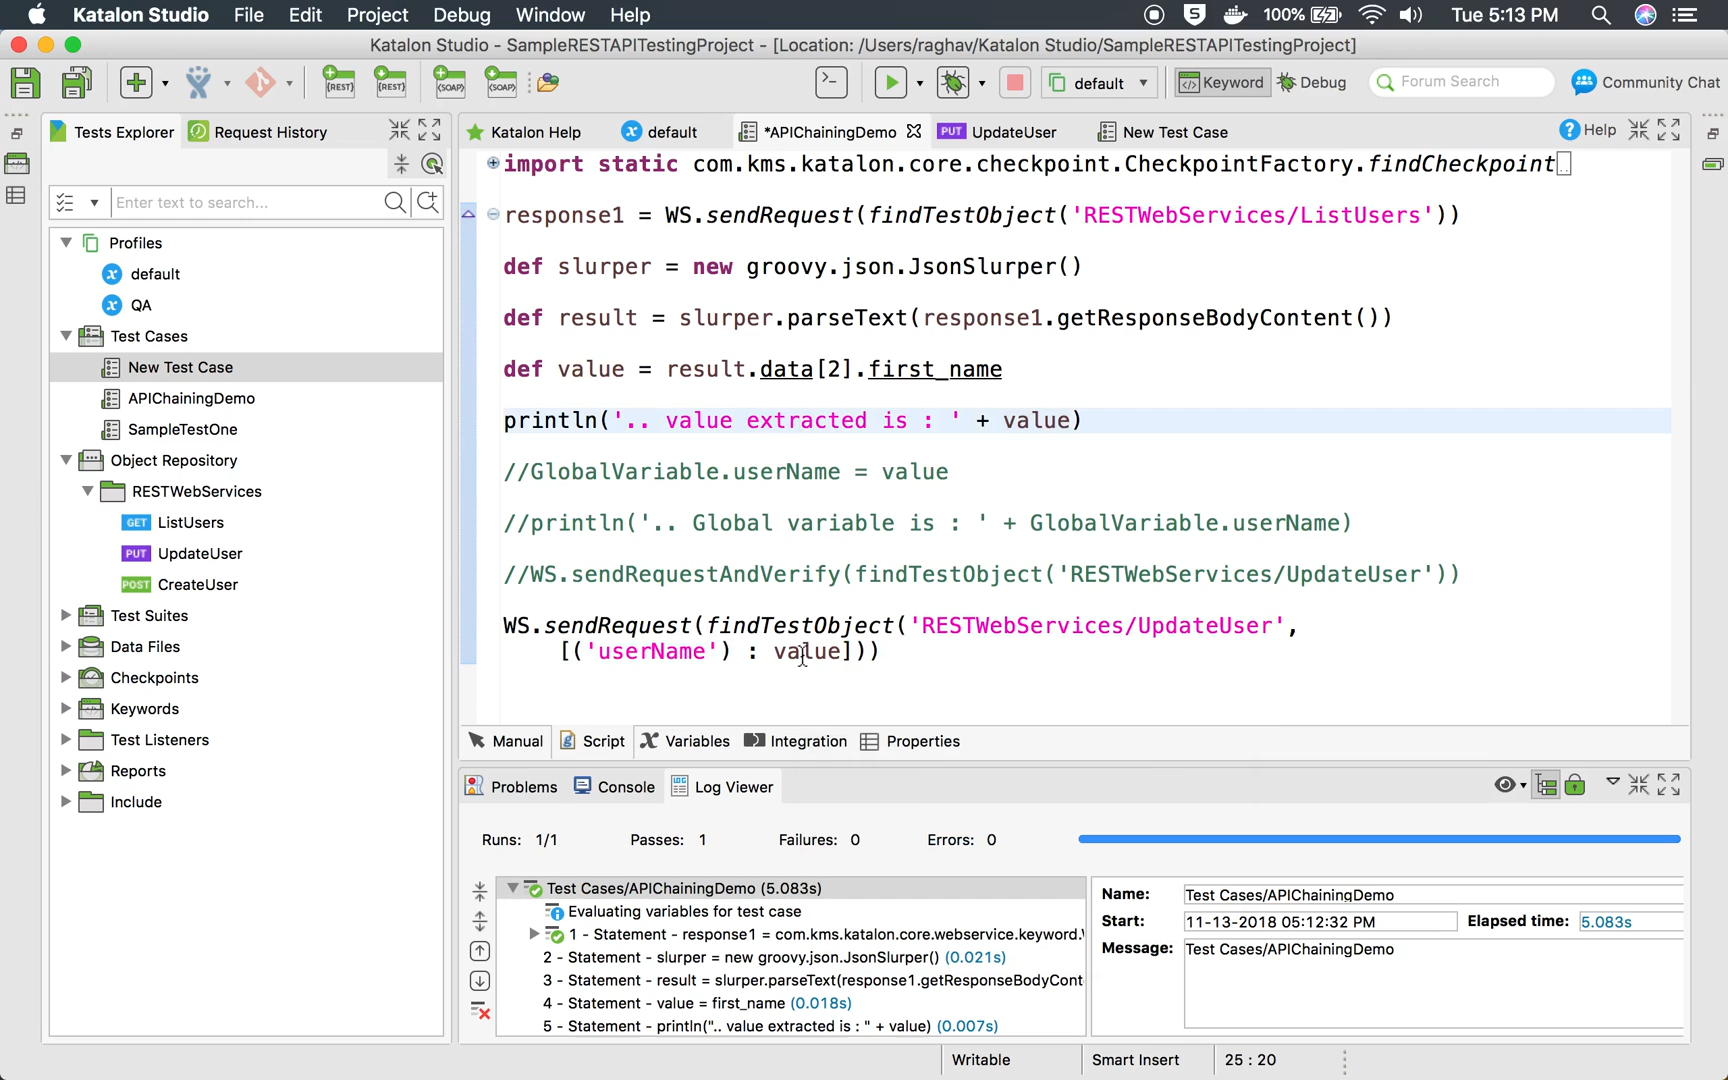 Katalon Studio File Edit Project Debug Window Help 100% Tue 5:13 PM
Katalon Studio - SampleRESTAPITestingProject - [Location: /Users/raghav/Katalon Studio/SampleRESTAPITestingProject]
REST REST SOAP SOAP default Keyword Debug Forum Search Community Chat
Tests Explorer Request History
Enter text to search...
Profiles
default
QA
Test Cases
New Test Case
APIChainingDemo
SampleTestOne
Object Repository
RESTWebServices
GET ListUsers
PUT UpdateUser
POST CreateUser
Test Suites
Data Files
Checkpoints
Keywords
Test Listeners
Reports
Include
Katalon Help default *APIChainingDemo PUT UpdateUser New Test Case Help
import static com.kms.katalon.core.checkpoint.CheckpointFactory.findCheckpoint
response1 = WS.sendRequest(findTestObject('RESTWebServices/ListUsers'))
def slurper = new groovy.json.JsonSlurper()
def result = slurper.parseText(response1.getResponseBodyContent())
def value = result.data[2].first_name
println('.. value extracted is : ' + value)
//GlobalVariable.userName = value
//println('.. Global variable is : ' + GlobalVariable.userName)
//WS.sendRequestAndVerify(findTestObject('RESTWebServices/UpdateUser'))
WS.sendRequest(findTestObject('RESTWebServices/UpdateUser',
[('userName') : value]))
Manual Script Variables Integration Properties
Problems Console Log Viewer
Runs: 1/1 Passes: 1 Failures: 0 Errors: 0
Test Cases/APIChainingDemo (5.083s)
Evaluating variables for test case
1 - Statement - response1 = com.kms.katalon.core.webservice.keyword.
2 - Statement - slurper = new groovy.json.JsonSlurper() (0.021s)
3 - Statement - result = slurper.parseText(response1.getResponseBodyCont
4 - Statement - value = first_name (0.018s)
5 - Statement - println(".. value extracted is : " + value) (0.007s)
Name: Test Cases/APIChainingDemo
Start: 11-13-2018 05:12:32 PM Elapsed time: 5.083s
Message: Test Cases/APIChainingDemo
Writable Smart Insert 25 : 20